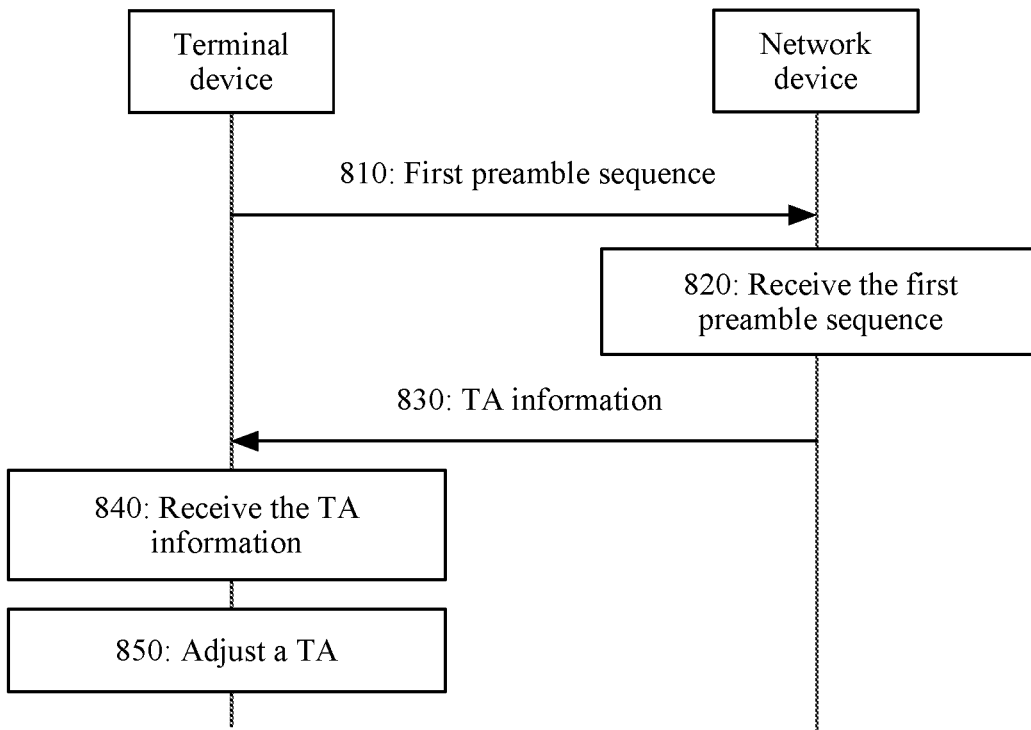 Terminal
device
Network
device
810: First preamble sequence
820: Receive the first
preamble sequence
830: TA information
840: Receive the TA
information
850: Adjust a TA